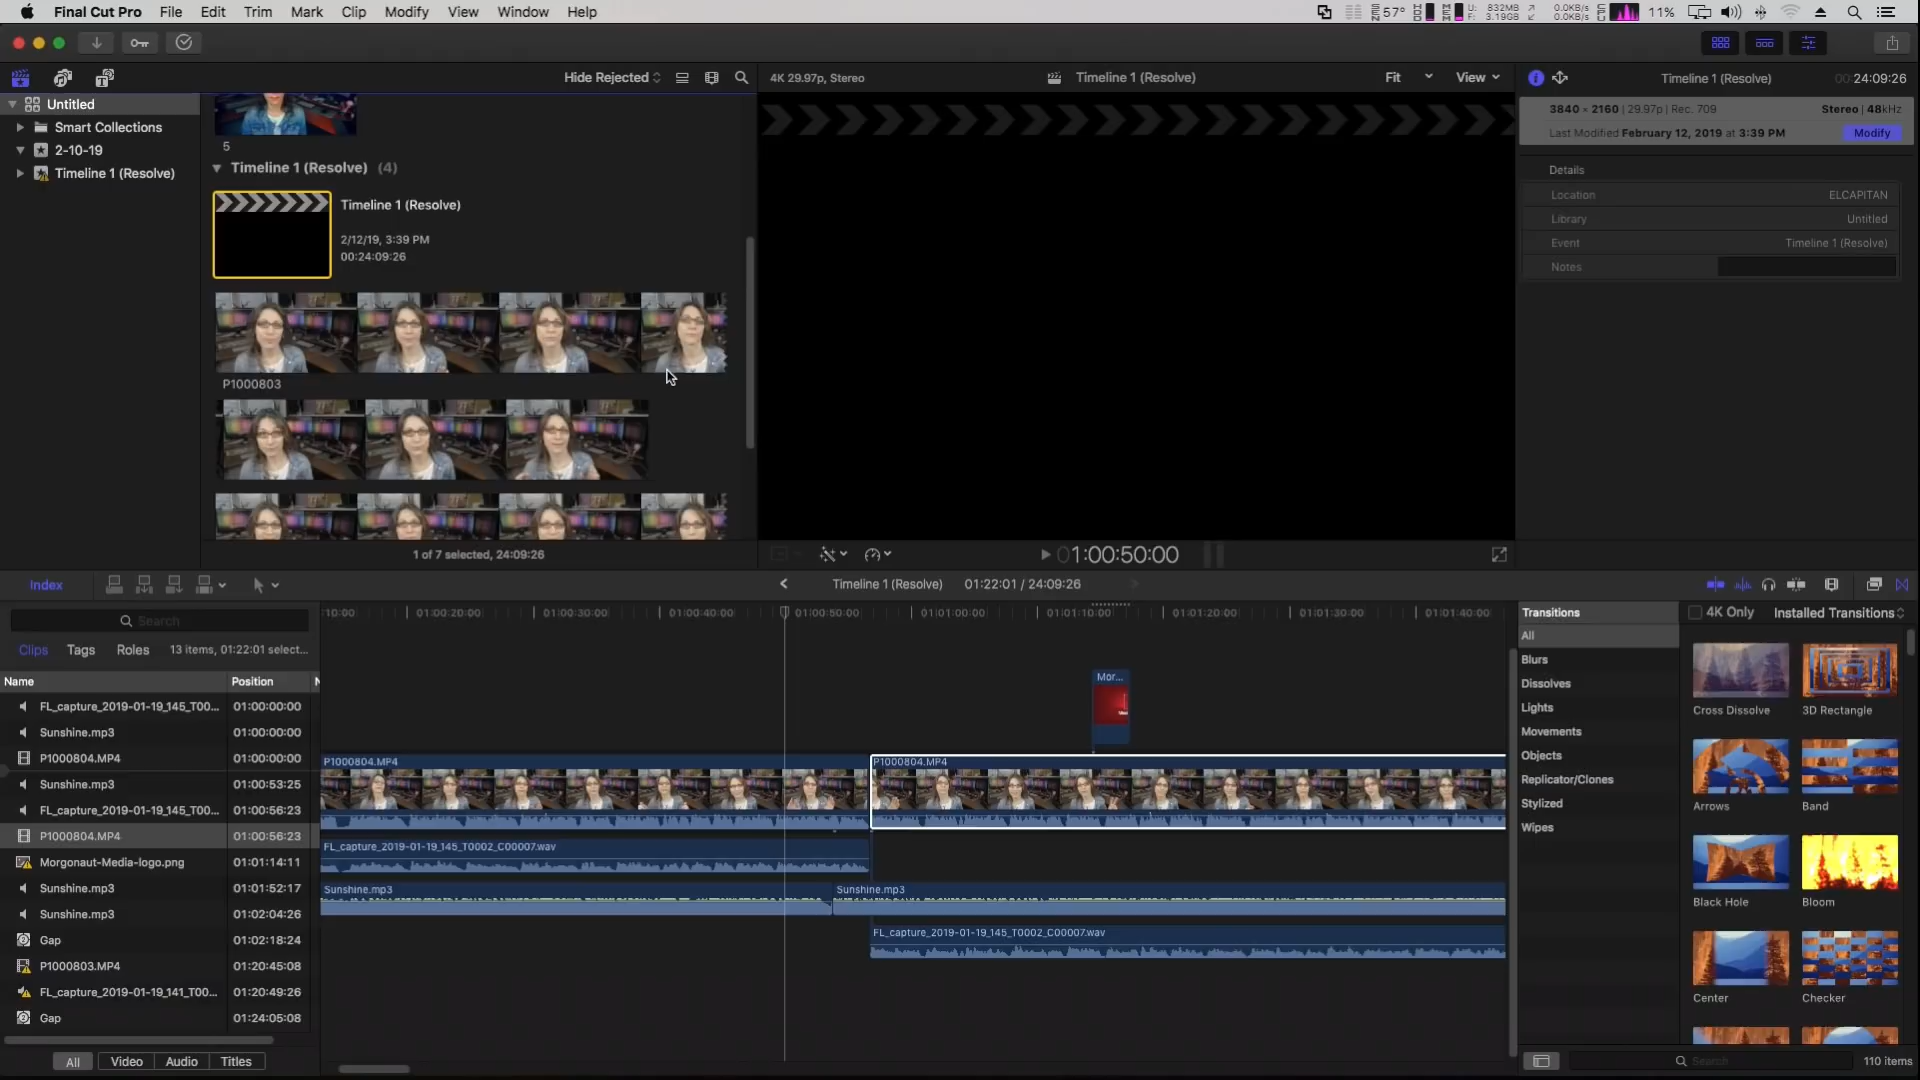 Final Cut Pro File Edit Trim Mark Clip Modify View Window Help
57° U: 832MB F: 3.19GB 0.0KB/s 0.0KB/s 11%
Hide Rejected
4K 29.97p, Stereo Timeline 1 (Resolve) Fit View
Timeline 1 (Resolve) 00:24:09:26
Untitled
Smart Collections
2-10-19
Timeline 1 (Resolve)
5
Timeline 1 (Resolve) (4)
Timeline 1 (Resolve)
2/12/19, 3:39 PM
00:24:09:26
P1000803
1 of 7 selected, 24:09:26
01:00:50:00
3840 × 2160 | 29.97p | Rec. 709 Stereo | 48kHz
Last Modified February 12, 2019 at 3:39 PM Modify
Details
Location ELCAPITAN
Library Untitled
Event Timeline 1 (Resolve)
Notes
Index
Timeline 1 (Resolve) 01:22:01 / 24:09:26
Search
Clips Tags Roles 13 items, 01:22:01 select...
Name Position N
FL_capture_2019-01-19_145_T00... 01:00:00:00
Sunshine.mp3 01:00:00:00
P1000804.MP4 01:00:00:00
Sunshine.mp3 01:00:53:25
FL_capture_2019-01-19_145_T00... 01:00:56:23
P1000804.MP4 01:00:56:23
Morgonaut-Media-logo.png 01:01:14:11
Sunshine.mp3 01:01:52:17
Sunshine.mp3 01:02:04:26
Gap 01:02:18:24
P1000803.MP4 01:20:45:08
FL_capture_2019-01-19_141_T00... 01:20:49:26
Gap 01:24:05:08
All Video Audio Titles
:10:00 01:00:20:00 01:00:30:00 01:00:40:00 01:00:50:00 01:01:00:00 01:01:10:00 01:01:20:00 01:01:30:00 01:01:40:00
Mor...
P1000804.MP4 P1000804.MP4
FL_capture_2019-01-19_145_T0002_C00007.wav
Sunshine.mp3 Sunshine.mp3
FL_capture_2019-01-19_145_T0002_C00007.wav
Transitions 4K Only Installed Transitions
All
Blurs
Dissolves
Lights
Movements
Objects
Replicator/Clones
Stylized
Wipes
Cross Dissolve 3D Rectangle
Arrows Band
Black Hole Bloom
Center Checker
Search 110 items